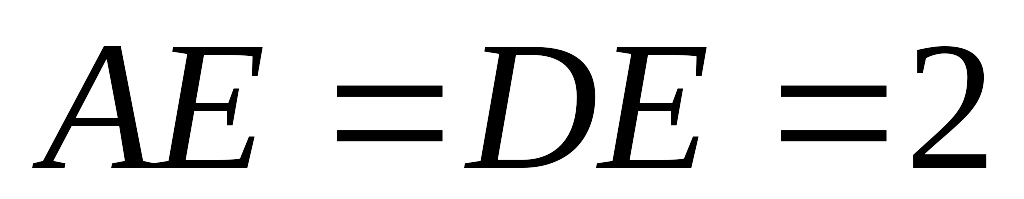 AE = DE = 2